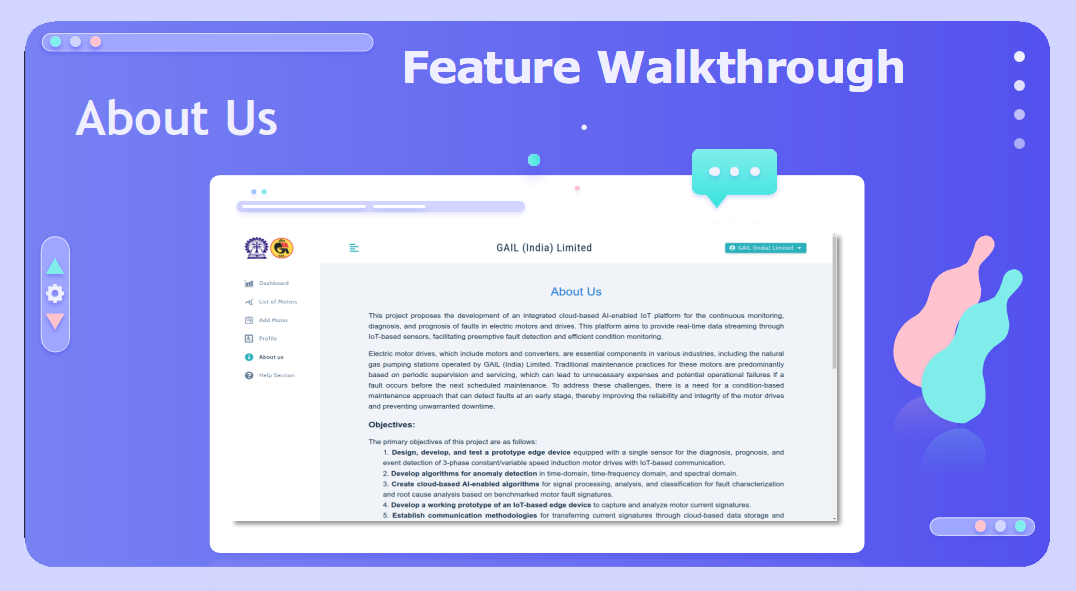 Feature Walkthrough
About Us
GAIL (India) Limited
GAIL (India) Limited
Dashboard
List of Motors
Add Motor
Profile
About us
Help Section
About Us
This project proposes the development of an integrated cloud-based AI-enabled IoT platform for the continuous monitoring,
diagnosis, and prognosis of faults in electric motors and drives. This platform aims to provide real-time data streaming through
IoT-based sensors, facilitating preemptive fault detection and efficient condition monitoring.
Electric motor drives, which include motors and converters, are essential components in various industries, including the natural
gas pumping stations operated by GAIL (India) Limited. Traditional maintenance practices for these motors are predominantly
based on periodic supervision and servicing, which can lead to unnecessary expenses and potential operational failures if a
fault occurs before the next scheduled maintenance. To address these challenges, there is a need for a condition-based
maintenance approach that can detect faults at an early stage, thereby improving the reliability and integrity of the motor drives
and preventing unwarranted downtime.
Objectives:
The primary objectives of this project are as follows:
1. Design, develop, and test a prototype edge device equipped with a single sensor for the diagnosis, prognosis, and
event detection of 3-phase constant/variable speed induction motor drives with IoT-based communication.
2. Develop algorithms for anomaly detection in time-domain, time-frequency domain, and spectral domain.
3. Create cloud-based AI-enabled algorithms for signal processing, analysis, and classification for fault characterization
and root cause analysis based on benchmarked motor fault signatures.
4. Develop a working prototype of an IoT-based edge device to capture and analyze motor current signatures.
5. Establish communication methodologies for transferring current signatures through cloud-based data storage and